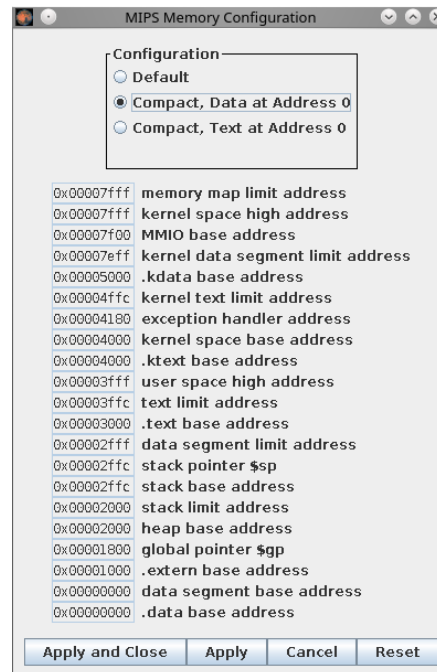 MIPS Memory Configuration
Configuration
Default
Compact, Data at Address 0
Compact, Text at Address 0
0x00007fff memory map limit address
0x00007fff kernel space high address
0x00007f00 MMIO base address
0x00007eff kernel data segment limit address
0x00005000 .kdata base address
0x00004ffc kernel text limit address
0x00004180 exception handler address
0x00004000 kernel space base address
0x00004000 .ktext base address
0x00003fff user space high address
0x00003ffc text limit address
0x00003000 .text base address
0x00002fff data segment limit address
0x00002ffc stack pointer $sp
0x00002ffc stack base address
0x00002000 stack limit address
0x00002000 heap base address
0x00001800 global pointer $gp
0x00001000 .extern base address
0x00000000 data segment base address
0x00000000 .data base address
Apply and Close Apply Cancel Reset